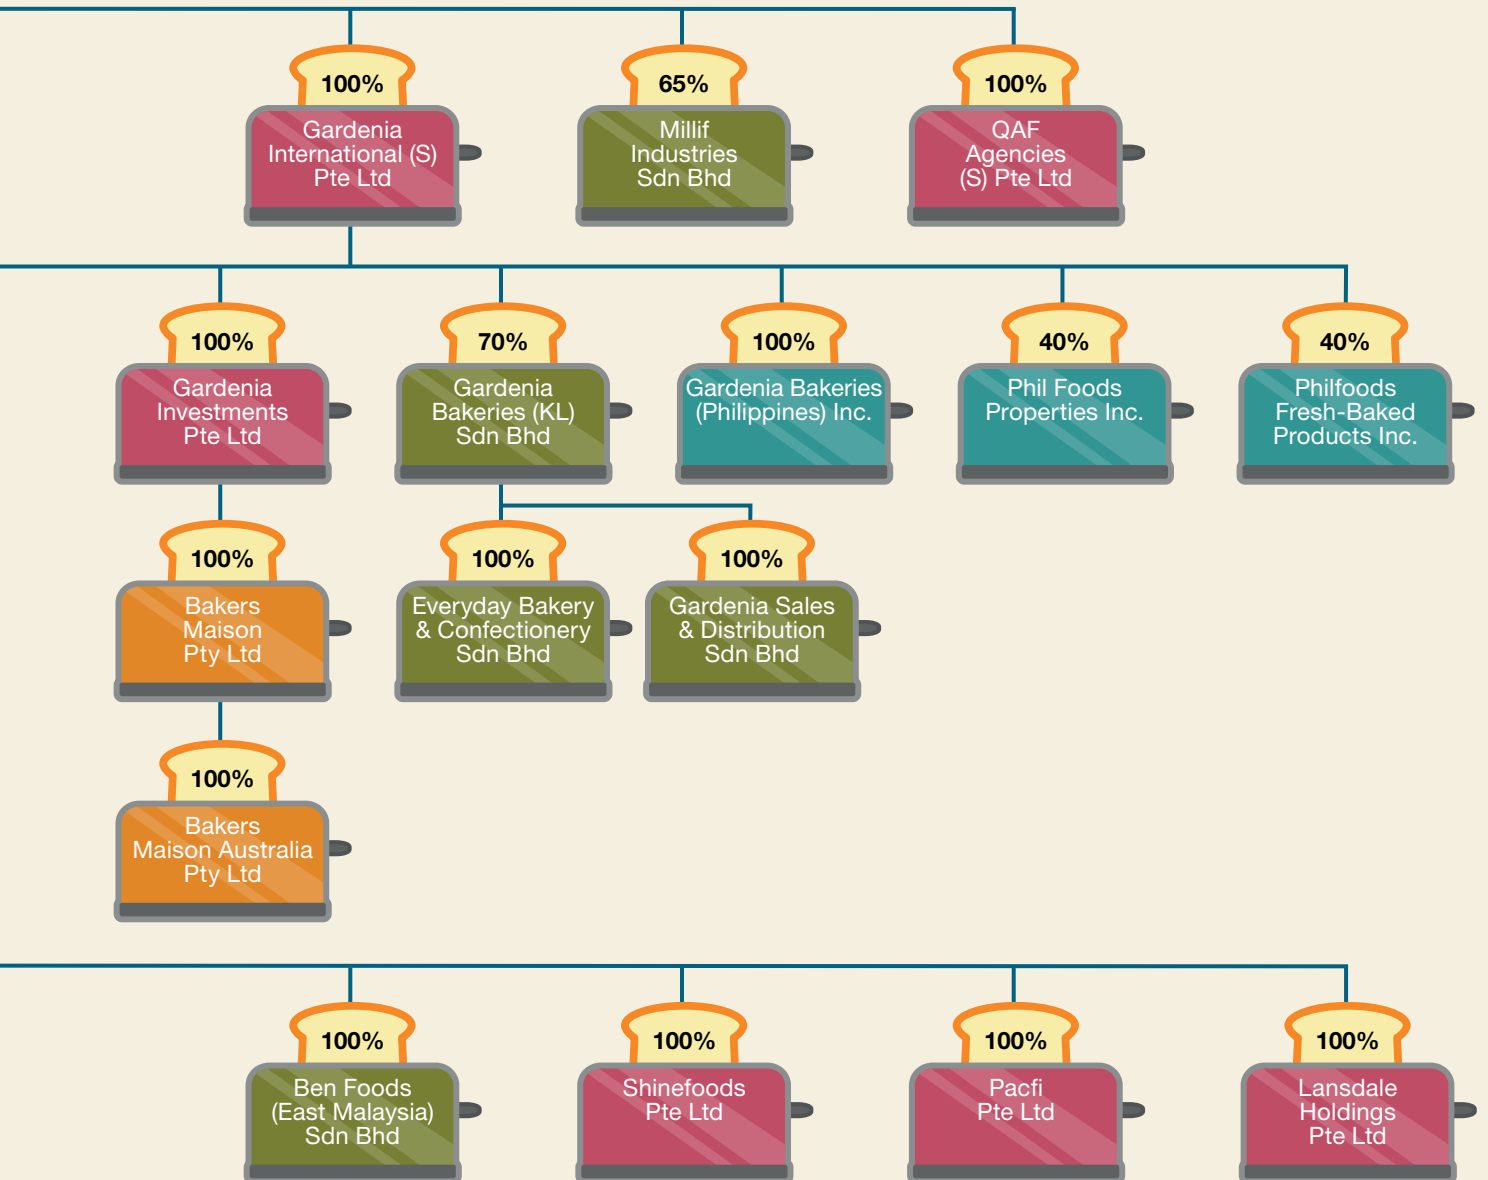 100%
Gardenia
International (S)
Pte Ltd
65%
Millif
Industries
Sdn Bhd
100%
QAF
Agencies
(S) Pte Ltd
100%
Gardenia
Investments
Pte Ltd
70%
Gardenia
Bakeries (KL)
Sdn Bhd
100%
Gardenia Bakeries
(Philippines) Inc.
40%
Phil Foods
Properties Inc.
40%
Philfoods
Fresh-Baked
Products Inc.
100%
Bakers
Maison
Pty Ltd
100%
Everyday Bakery
& Confectionery
Sdn Bhd
100%
Gardenia Sales
& Distribution
Sdn Bhd
100%
Bakers
Maison Australia
Pty Ltd
100%
Ben Foods
(East Malaysia)
Sdn Bhd
100%
Shinefoods
Pte Ltd
100%
Pacfi
Pte Ltd
100%
Lansdale
Holdings
Pte Ltd